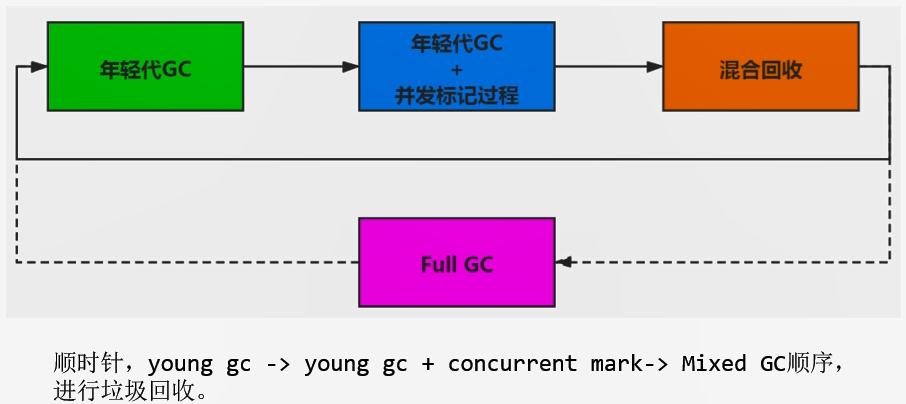 年轻代GC
年轻代GC
+
并发标记过程
混合回收
Full GC
顺时针，young gc -> young gc + concurrent mark-> Mixed GC顺序，
进行垃圾回收。